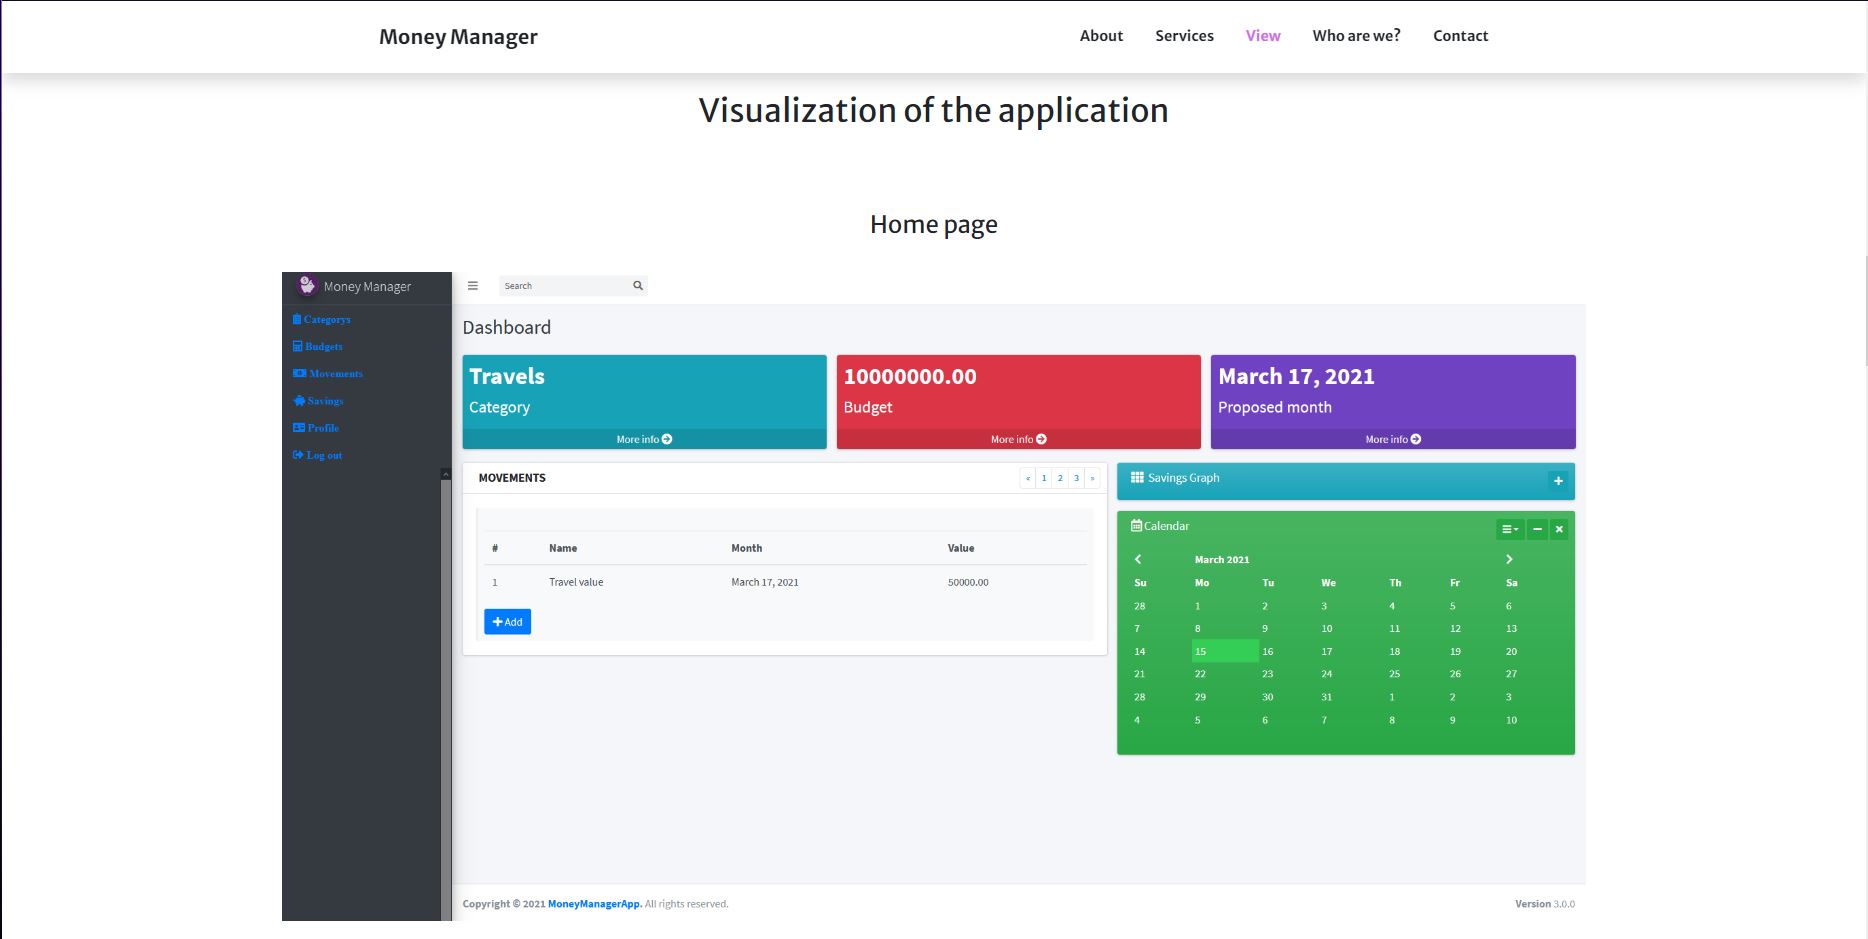 Money Manager
About Services View Who are we? Contact
Visualization of the application
Home page
Money Manager
Search
Categorys
Budgets
Movements
Savings
Profile
Log out
Dashboard
Travels
Category
More info
10000000.00
Budget
More info
March 17, 2021
Proposed month
More info
MOVEMENTS
« 1 2 3 »
# Name Month Value
1 Travel value March 17, 2021 50000.00
+ Add
Savings Graph
Calendar
March 2021
Su Mo Tu We Th Fr Sa
28 1 2 3 4 5 6
7 8 9 10 11 12 13
14 15 16 17 18 19 20
21 22 23 24 25 26 27
28 29 30 31 1 2 3
4 5 6 7 8 9 10
Copyright © 2021 MoneyManagerApp. All rights reserved.
Version 3.0.0